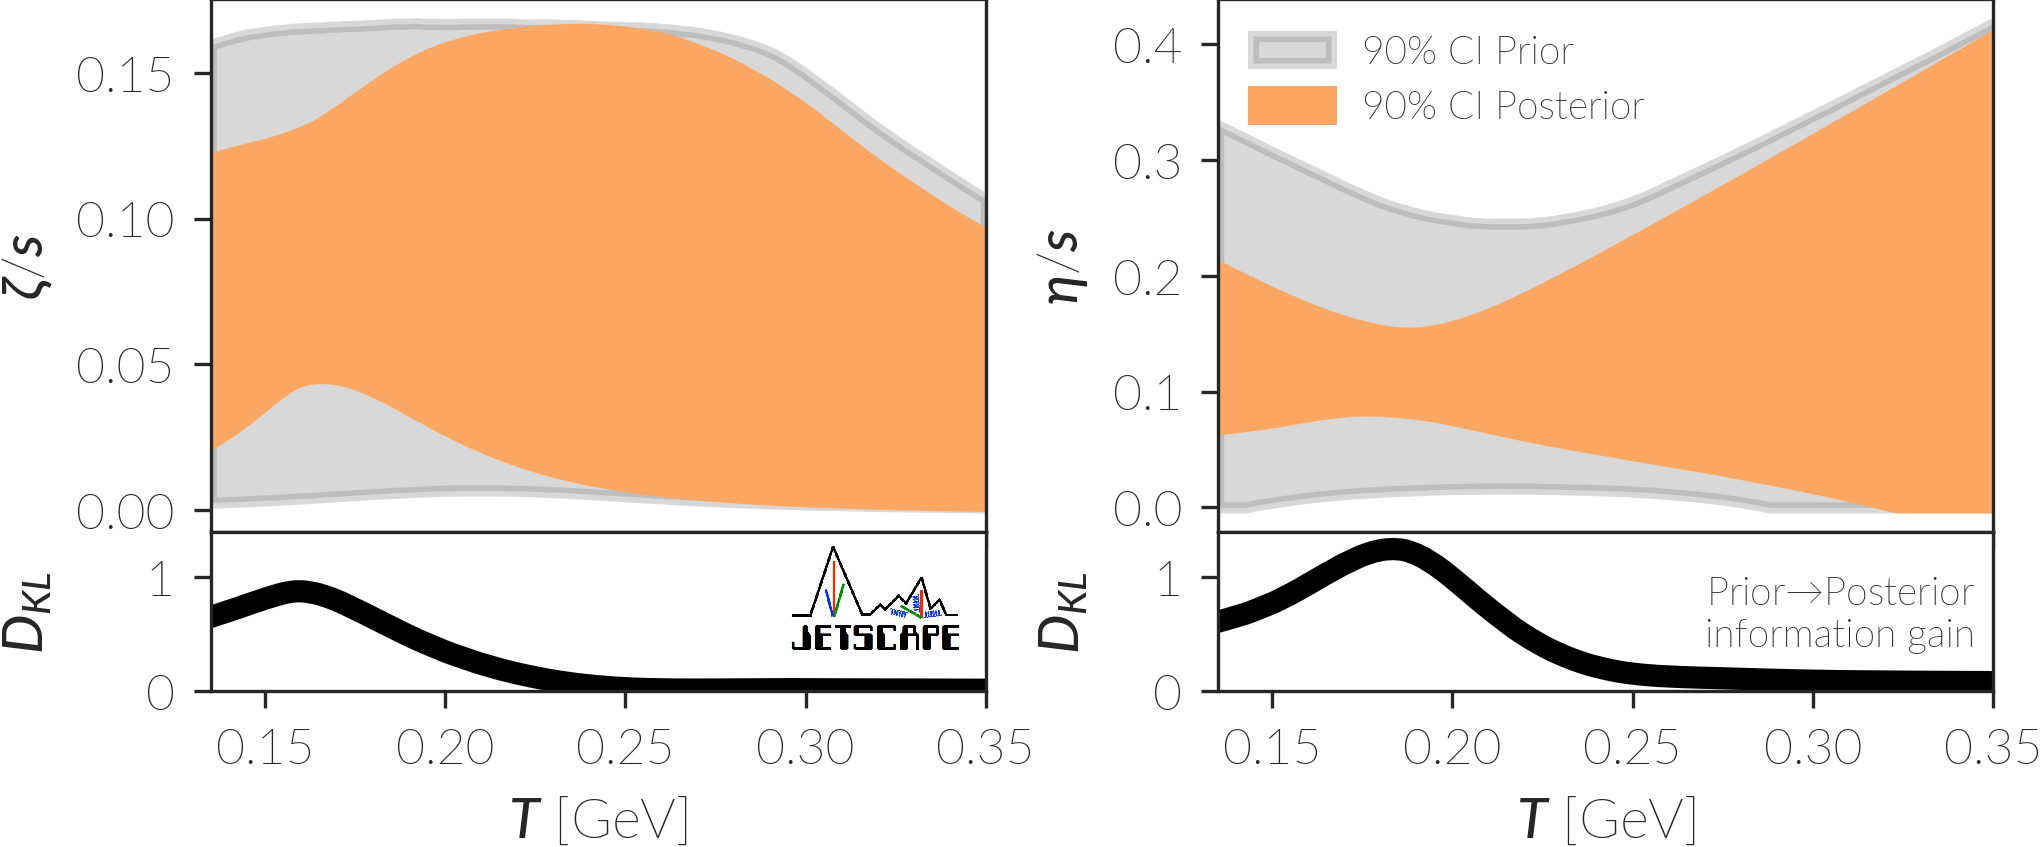 0.15
0.10
0.05
0.00
ζ/s
1
0
D_KL
JETSCAPE
0.15 0.20 0.25 0.30 0.35
T [GeV]
90% CI Prior
90% CI Posterior
0.4
0.3
0.2
0.1
0.0
η/s
1
0
D_KL
Prior→Posterior
information gain
0.15 0.20 0.25 0.30 0.35
T [GeV]